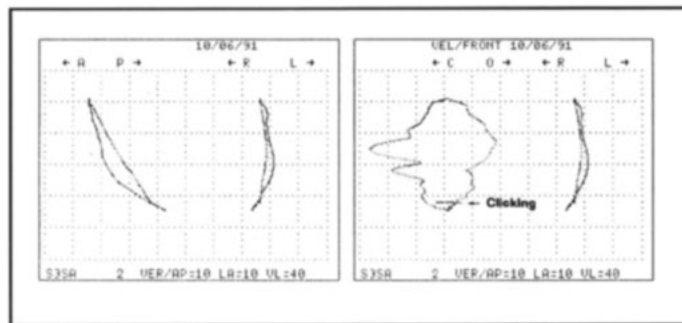 10/06/91
← A P → ← R L →
S3SA 2 VER/AP=10 LA=10 VL=40
VEL/FRONT 10/06/91
← C O → ← R L →
← Clicking
S3SA 2 VER/AP=10 LA=10 VL=40